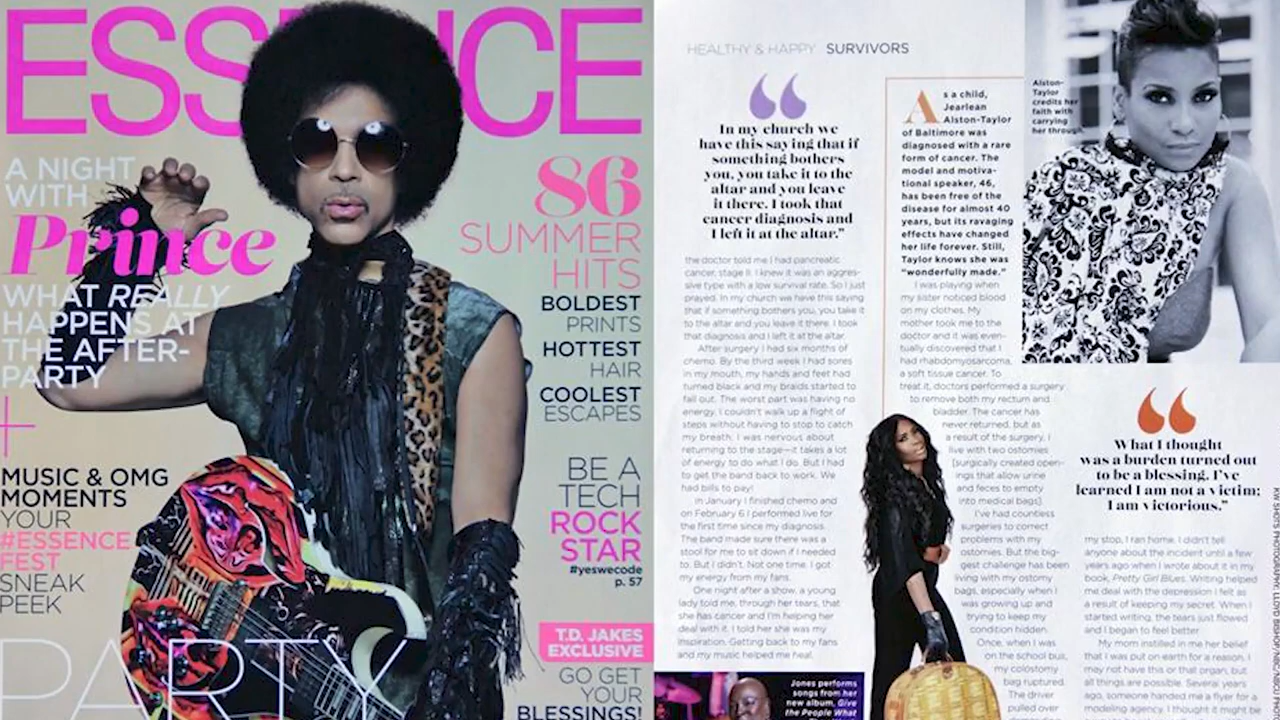 ESSENCE
A NIGHT
WITH
Prince
WHAT REALLY
HAPPENS AT
THE AFTER-
PARTY
+
MUSIC & OMG
MOMENTS
YOUR
#ESSENCE
FEST
SNEAK
PEEK
PARTY
86
SUMMER
HITS
BOLDEST
PRINTS
HOTTEST
HAIR
COOLEST
ESCAPES
BE A
TECH
ROCK
STAR
#yeswecode
p. 57
T.D. JAKES
EXCLUSIVE
GO GET
YOUR
BLESSINGS!
HEALTHY & HAPPY SURVIVORS
“
In my church we
have this saying that if
something bothers
you, you take it to the
altar and you leave
it there. I took that
cancer diagnosis and
I left it at the altar.”
the doctor told me I had pancreatic
cancer, stage II. I knew it was an aggres-
sive type with a low survival rate. So I just
prayed. In my church we have this saying
that if something bothers you, you take it
to the altar and you leave it there. I took
that diagnosis and I left it at the altar.
After surgery I had six months of
chemo. By the third week I had sores
in my mouth, my hands and feet had
turned black and my braids started to
fall out. The worst part was having no
energy. I couldn't walk up a flight of
steps without having to stop to catch
my breath. I was nervous about
returning to the stage—it takes a lot
of energy to do what I do. But I had
to get the band back to work. We
had bills to pay!
In January I finished chemo and
on February 6 I performed live for
the first time since my diagnosis.
The band made sure there was a
stool for me to sit down if I needed
to. But I didn't. Not one time. I got
my energy from my fans.
One night after a show, a young
lady told me, through her tears, that
she has cancer and I'm helping her
deal with it. I told her she was my
inspiration. Getting back to my fans
and my music helped me heal.
Jones performs
songs from her
new album, Give
the People What
As a child,
Jearlean
Alston-Taylor
of Baltimore was
diagnosed with a rare
form of cancer. The
model and motiva-
tional speaker, 46,
has been free of the
disease for almost 40
years, but its ravaging
effects have changed
her life forever. Still,
Taylor knows she was
“wonderfully made.”
I was playing when
my sister noticed blood
on my clothes. My
mother took me to the
doctor and it was even-
tually discovered that I
had rhabdomyosarcoma,
a soft tissue cancer. To
treat it, doctors performed a surgery
to remove both my rectum and
bladder. The cancer has
never returned, but as
a result of the surgery, I
live with two ostomies
[surgically created open-
ings that allow urine
and feces to empty
into medical bags].
I've had countless
surgeries to correct
problems with my
ostomies. But the big-
gest challenge has been
living with my ostomy
bags, especially when I
was growing up and
trying to keep my
condition hidden.
Once, when I was
on the school bus,
my colostomy
bag ruptured.
The driver
pulled over
Alston-
Taylor
credits her
faith with
carrying
her through.
“
What I thought
was a burden turned out
to be a blessing. I've
learned I am not a victim;
I am victorious.”
my stop, I ran home. I didn't tell
anyone about the incident until a few
years ago when I wrote about it in my
book, Pretty Girl Blues. Writing helped
me deal with the depression I felt as
a result of keeping my secret. When I
started writing, the tears just flowed
and I began to feel better.
My mom instilled in me her belief
that I was put on earth for a reason. I
may not have this or that organ, but
all things are possible. Several years
ago, someone handed me a flyer for a
modeling agency. I thought it might be